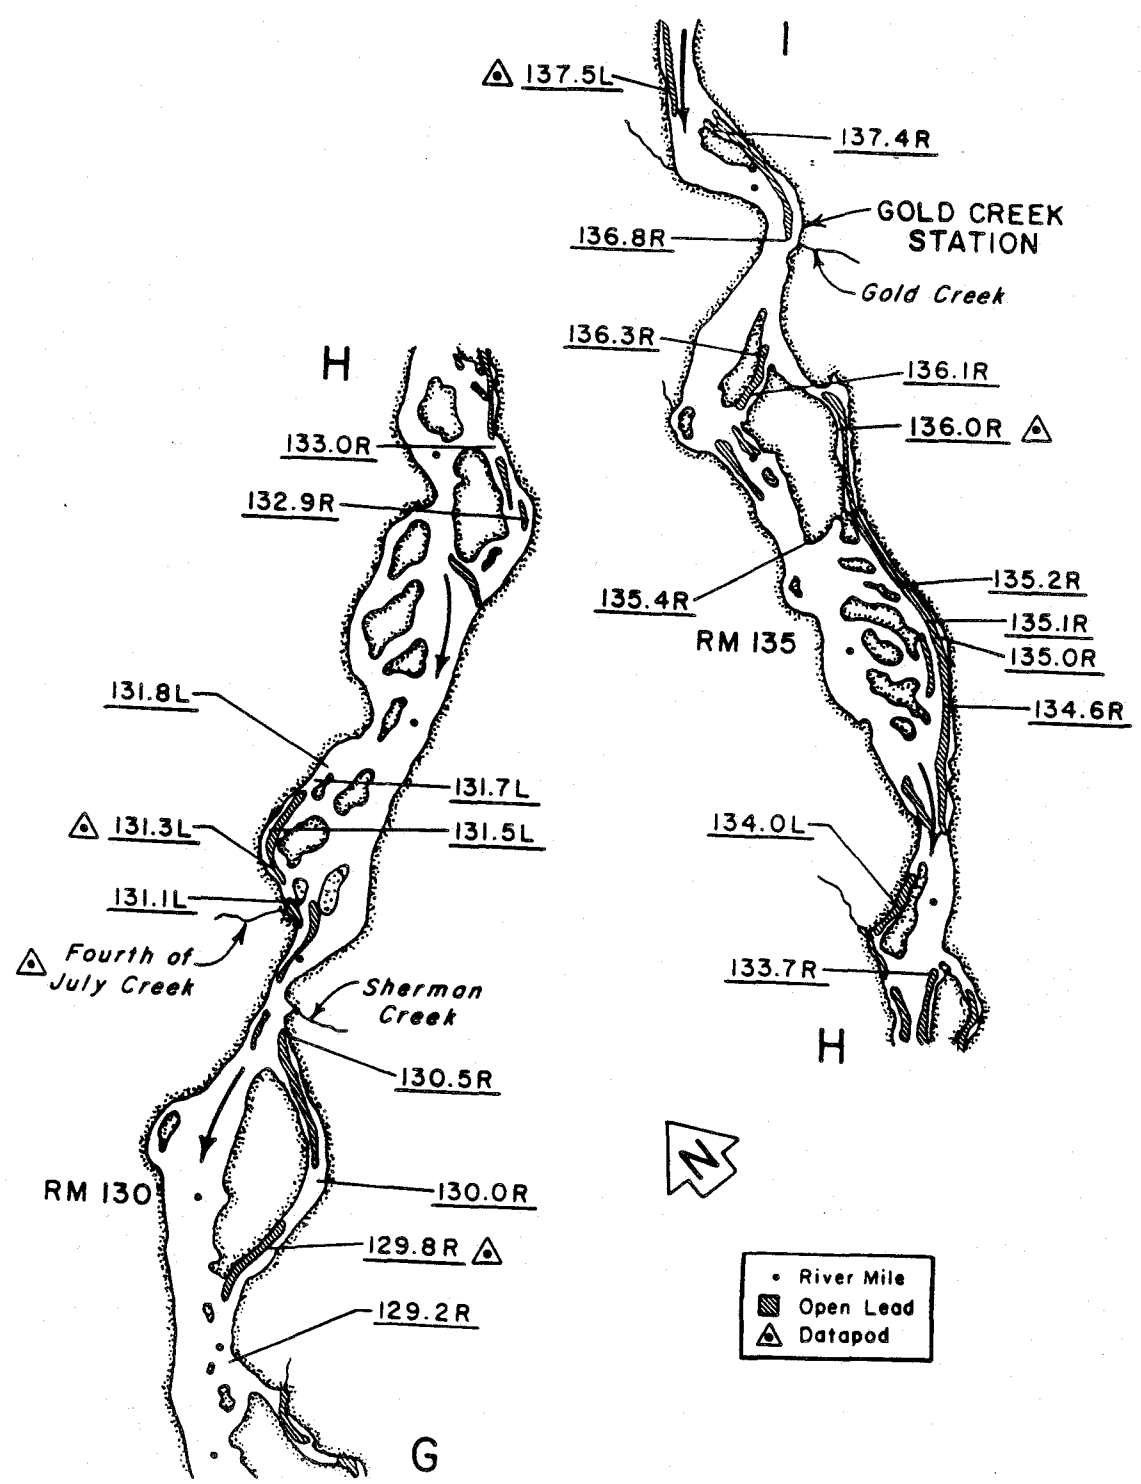 I
137.5L
137.4R
GOLD CREEK
STATION
136.8R
Gold Creek
136.3R
136.1R
136.0R
135.2R
135.4R
135.1R
RM 135
135.0R
134.6R
134.0L
133.7R
H
H
133.0R
132.9R
131.8L
131.7L
131.3L
131.5L
131.1L
Fourth of
July Creek
Sherman
Creek
130.5R
RM 130
130.0R
129.8R
129.2R
G
N
River Mile
Open Lead
Datapod